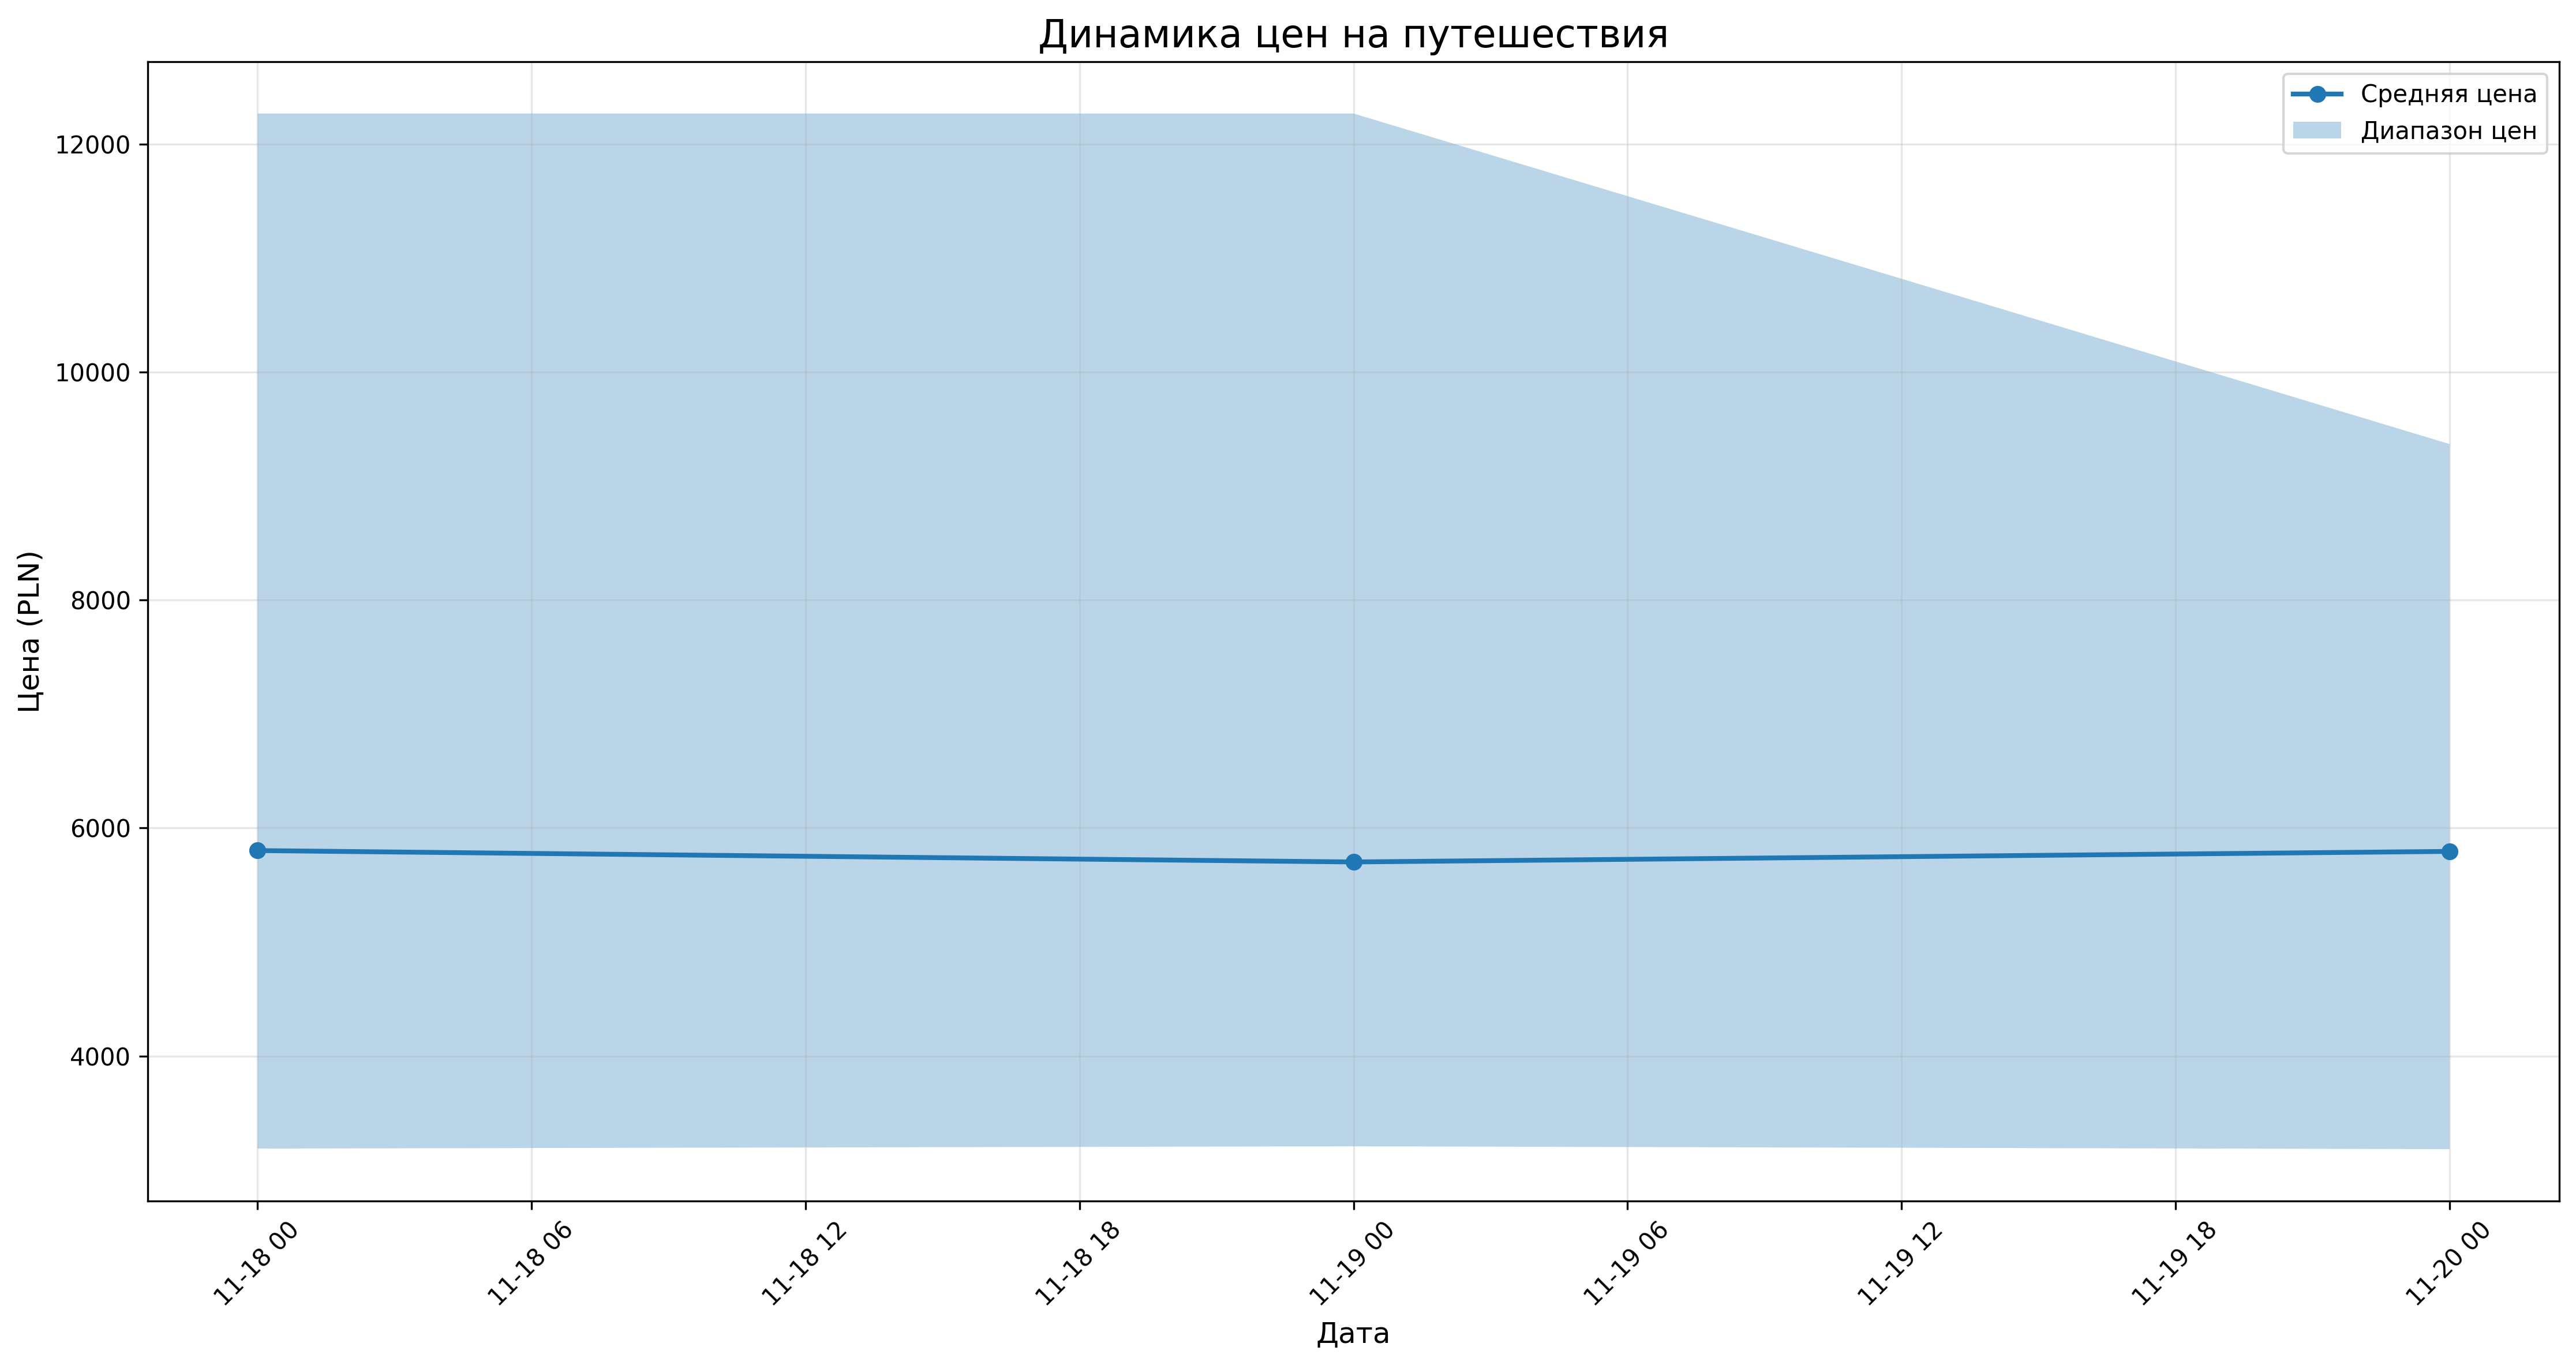 Динамика цен на путешествия
Средняя цена
Диапазон цен
Цена (PLN)
12000
10000
8000
6000
4000
11-18 00
11-18 06
11-18 12
11-18 18
11-19 00
11-19 06
11-19 12
11-19 18
11-20 00
Дата